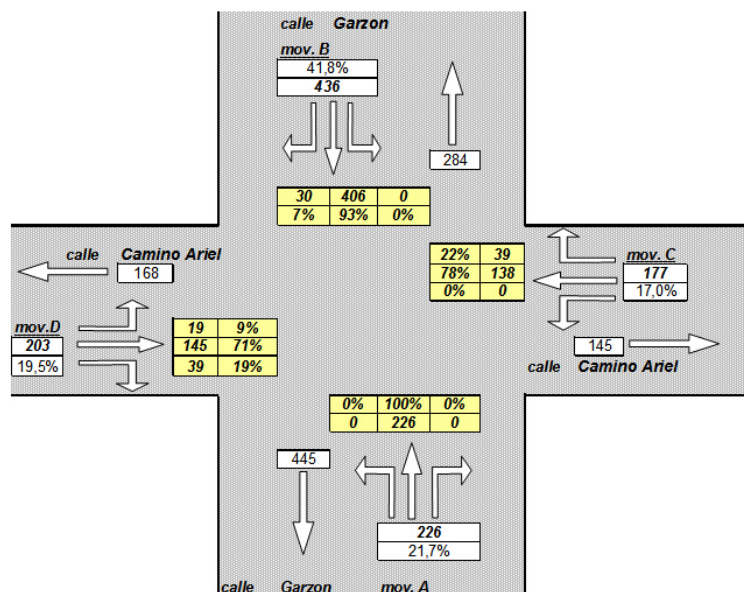 calle Garzon
mov. B
41,8%
436
284
30 406 0
7% 93% 0%
calle Camino Ariel
168
22% 39
78% 138
0% 0
mov. C
177
17,0%
mov.D
203
19,5%
19 9%
145 71%
39 19%
145
calle Camino Ariel
0% 100% 0%
0 226 0
445
226
21,7%
calle Garzon mov. A